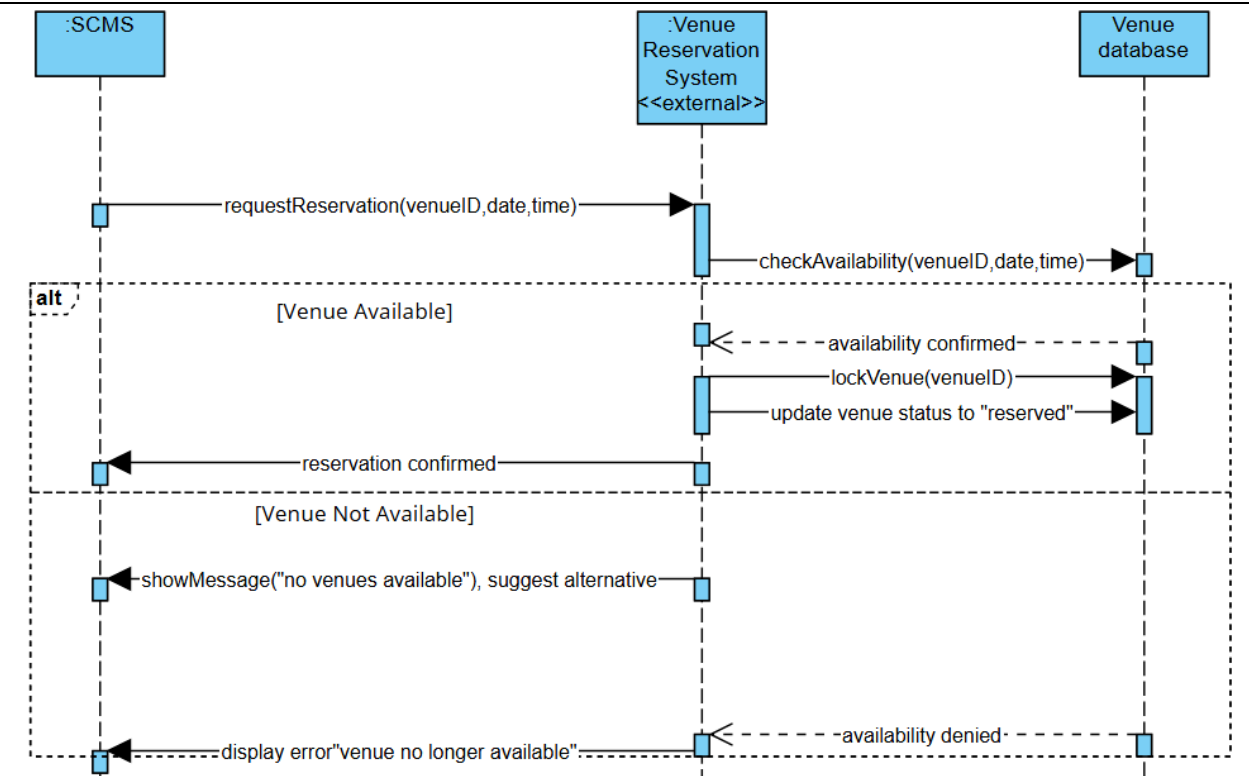 :SCMS
:Venue
Reservation
System
<<external>>
Venue
database
requestReservation(venueID,date,time)
checkAvailability(venueID,date,time)
alt
[Venue Available]
availability confirmed
lockVenue(venueID)
update venue status to "reserved"
reservation confirmed
[Venue Not Available]
showMessage("no venues available"), suggest alternative
availability denied
display error"venue no longer available"